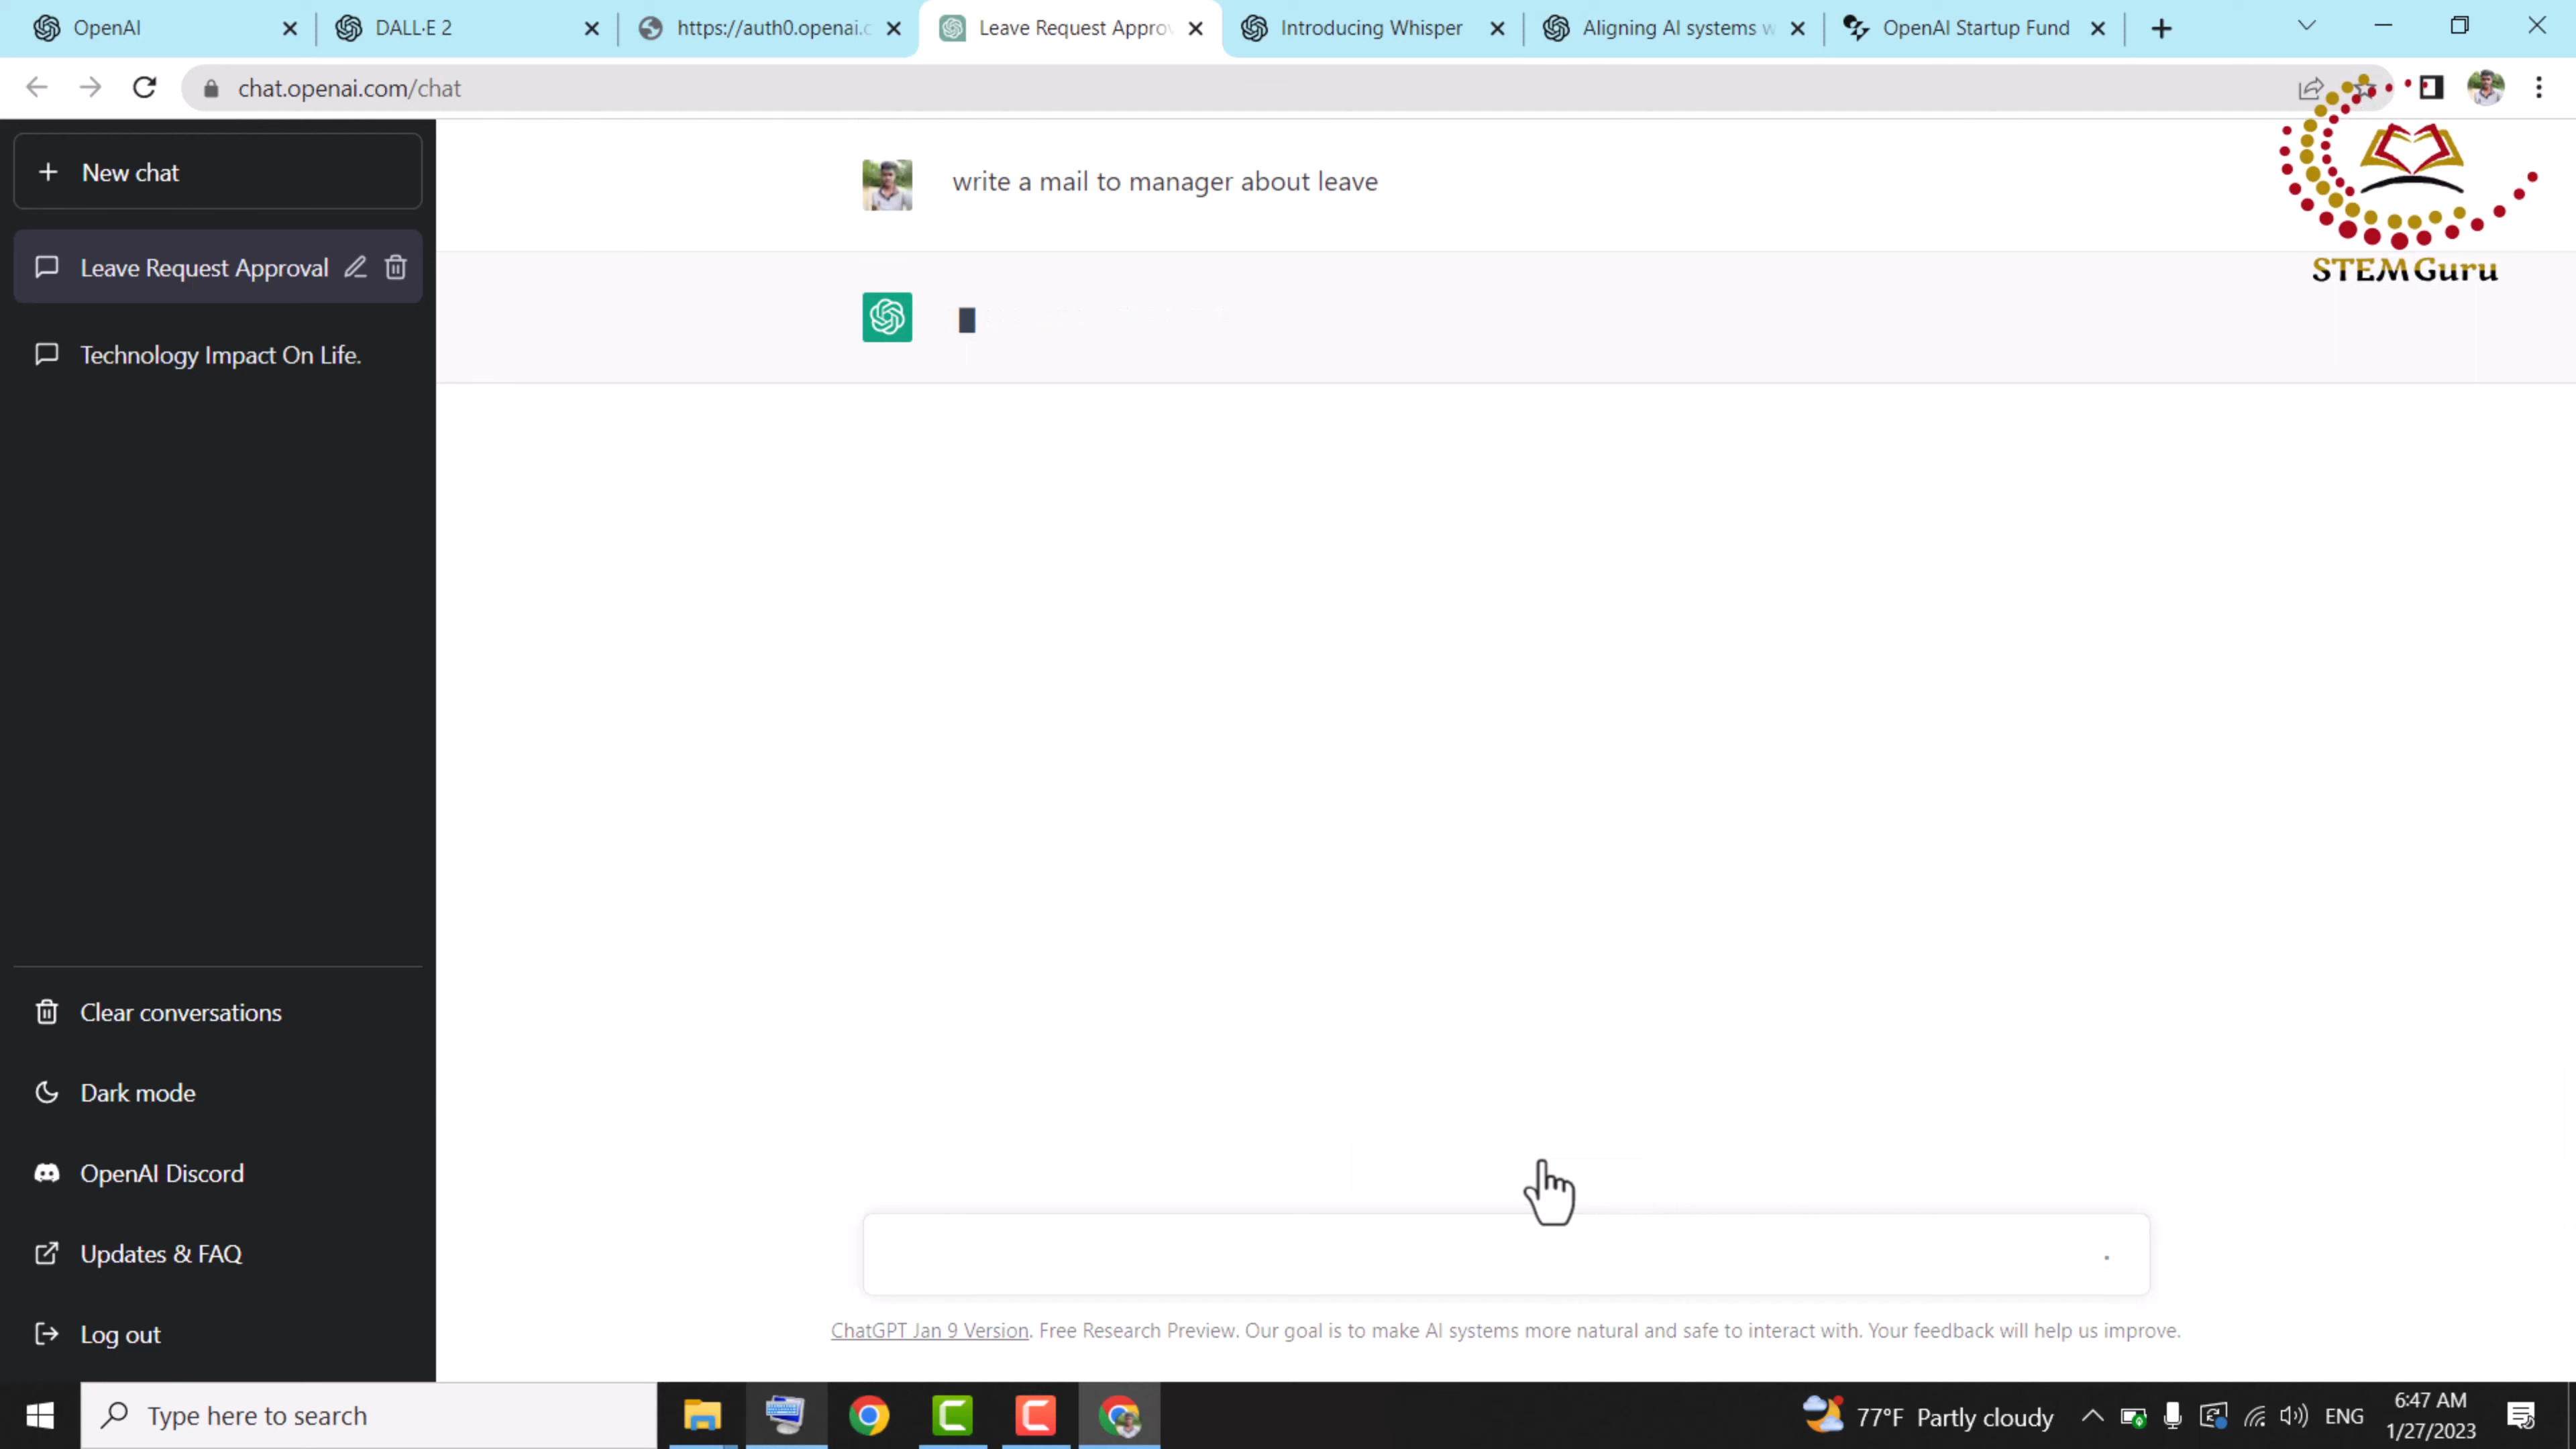 OpenAI
DALL·E 2
https://auth0.openai.c
Leave Request Appro
Introducing Whisper
Aligning AI systems w
OpenAI Startup Fund
chat.openai.com/chat
New chat
Leave Request Approval
Technology Impact On Life.
write a mail to manager about leave
STEM Guru
Clear conversations
Dark mode
OpenAI Discord
Updates & FAQ
Log out
ChatGPT Jan 9 Version. Free Research Preview. Our goal is to make AI systems more natural and safe to interact with. Your feedback will help us improve.
Type here to search
77°F Partly cloudy
ENG
6:47 AM
1/27/2023